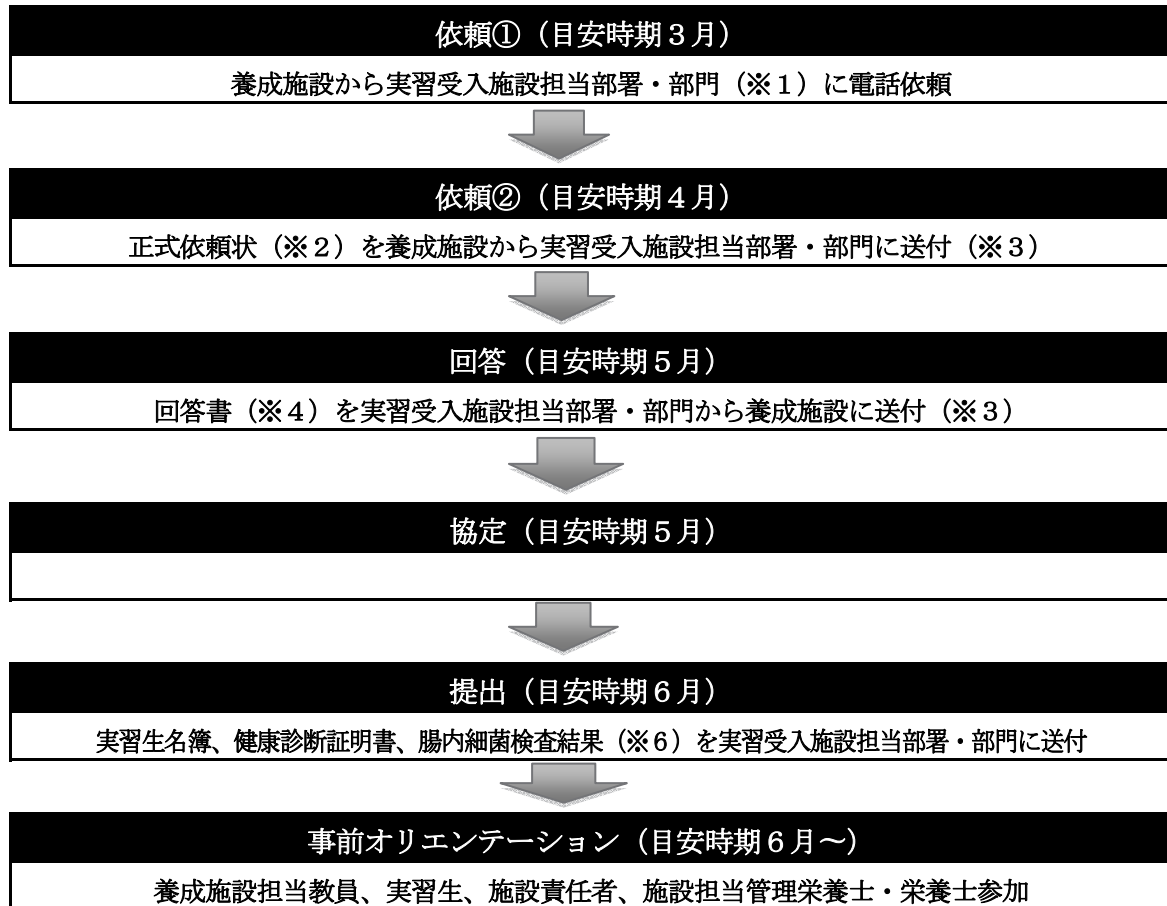 依頼①（目安時期３月）
養成施設から実習受入施設担当部署・部門（※１）に電話依頼
依頼②（目安時期４月）
正式依頼状（※２）を養成施設から実習受入施設担当部署・部門に送付（※３）
回答（目安時期５月）
回答書（※４）を実習受入施設担当部署・部門から養成施設に送付（※３）
協定（目安時期５月）
提出（目安時期６月）
実習生名簿、健康診断証明書、腸内細菌検査結果（※６）を実習受入施設担当部署・部門に送付
事前オリエンテーション（目安時期６月～）
養成施設担当教員、実習生、施設責任者、施設担当管理栄養士・栄養士参加